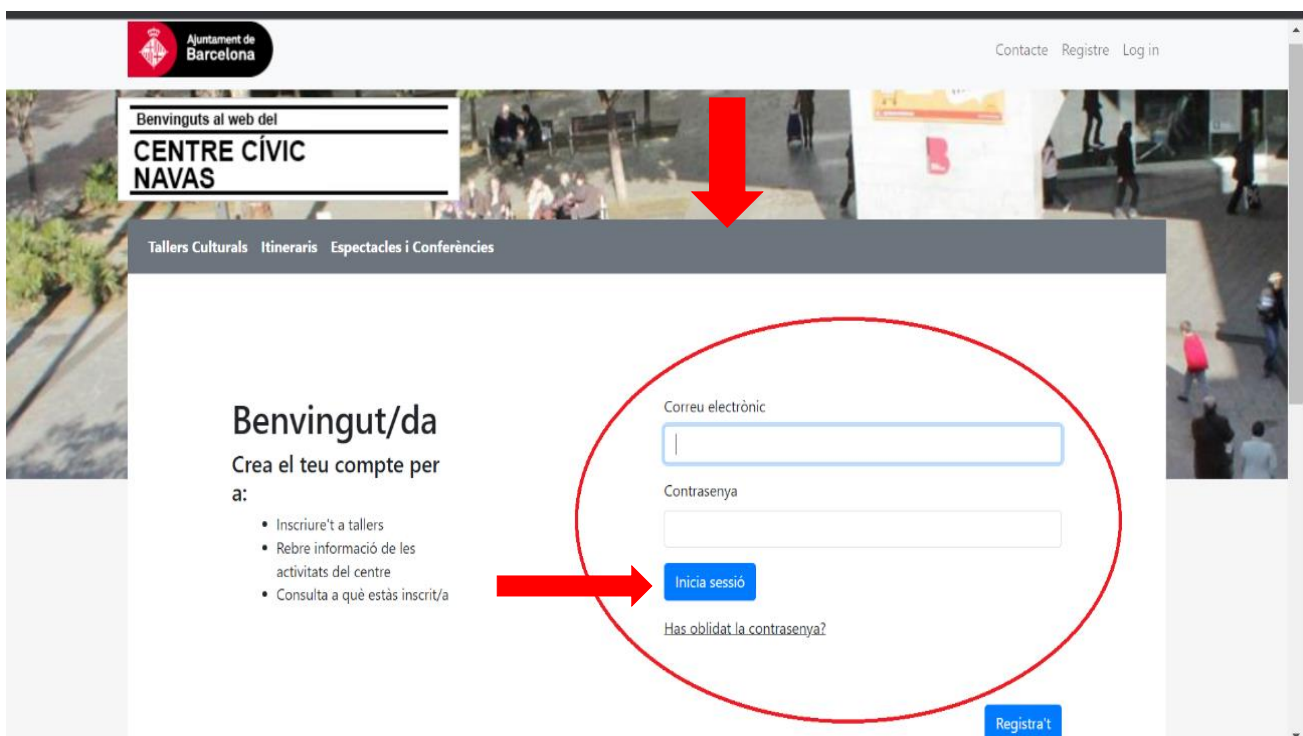 Ajuntament de
Barcelona
Contacte Registre Log in
Benvinguts al web del
CENTRE CÍVIC
NAVAS
B
Tallers Culturals Itineraris Espectacles i Conferències
Benvingut/da
Crea el teu compte per
a:
• Inscriure't a tallers
• Rebre informació de les
activitats del centre
• Consulta a què estàs inscrit/a
Correu electrònic
Contrasenya
Inicia sessió
Has oblidat la contrasenya?
Registra't